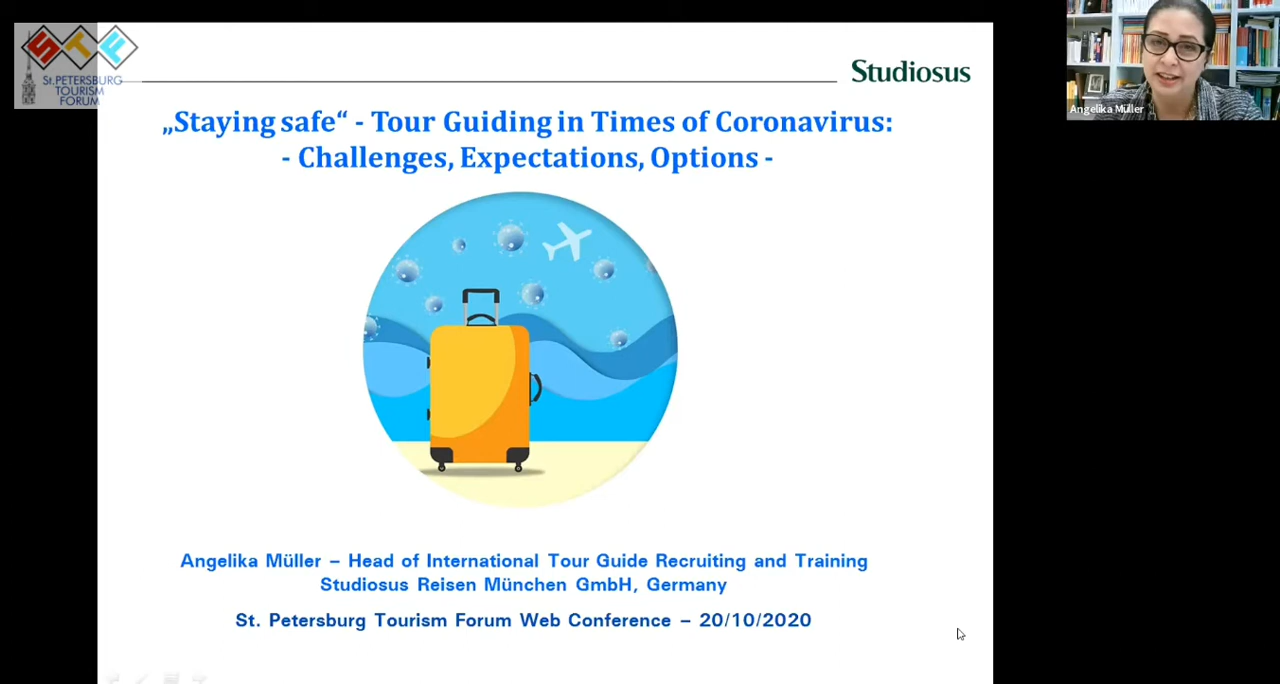 STF
St.PETERSBURG
TOURISM
FORUM
Studiosus
„Staying safe“ - Tour Guiding in Times of Coronavirus:
- Challenges, Expectations, Options -
Angelika Müller
Angelika Müller – Head of International Tour Guide Recruiting and Training
Studiosus Reisen München GmbH, Germany
St. Petersburg Tourism Forum Web Conference – 20/10/2020